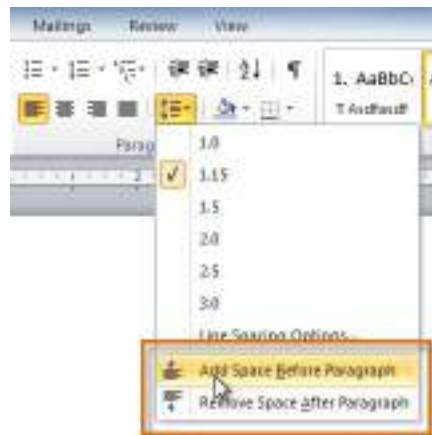 Mailings Review View
1. AaBbC
Parag
2
1.0
1.15
1.5
2.0
2.5
3.0
Line Spacing Options...
Add Space Before Paragraph
Remove Space After Paragraph